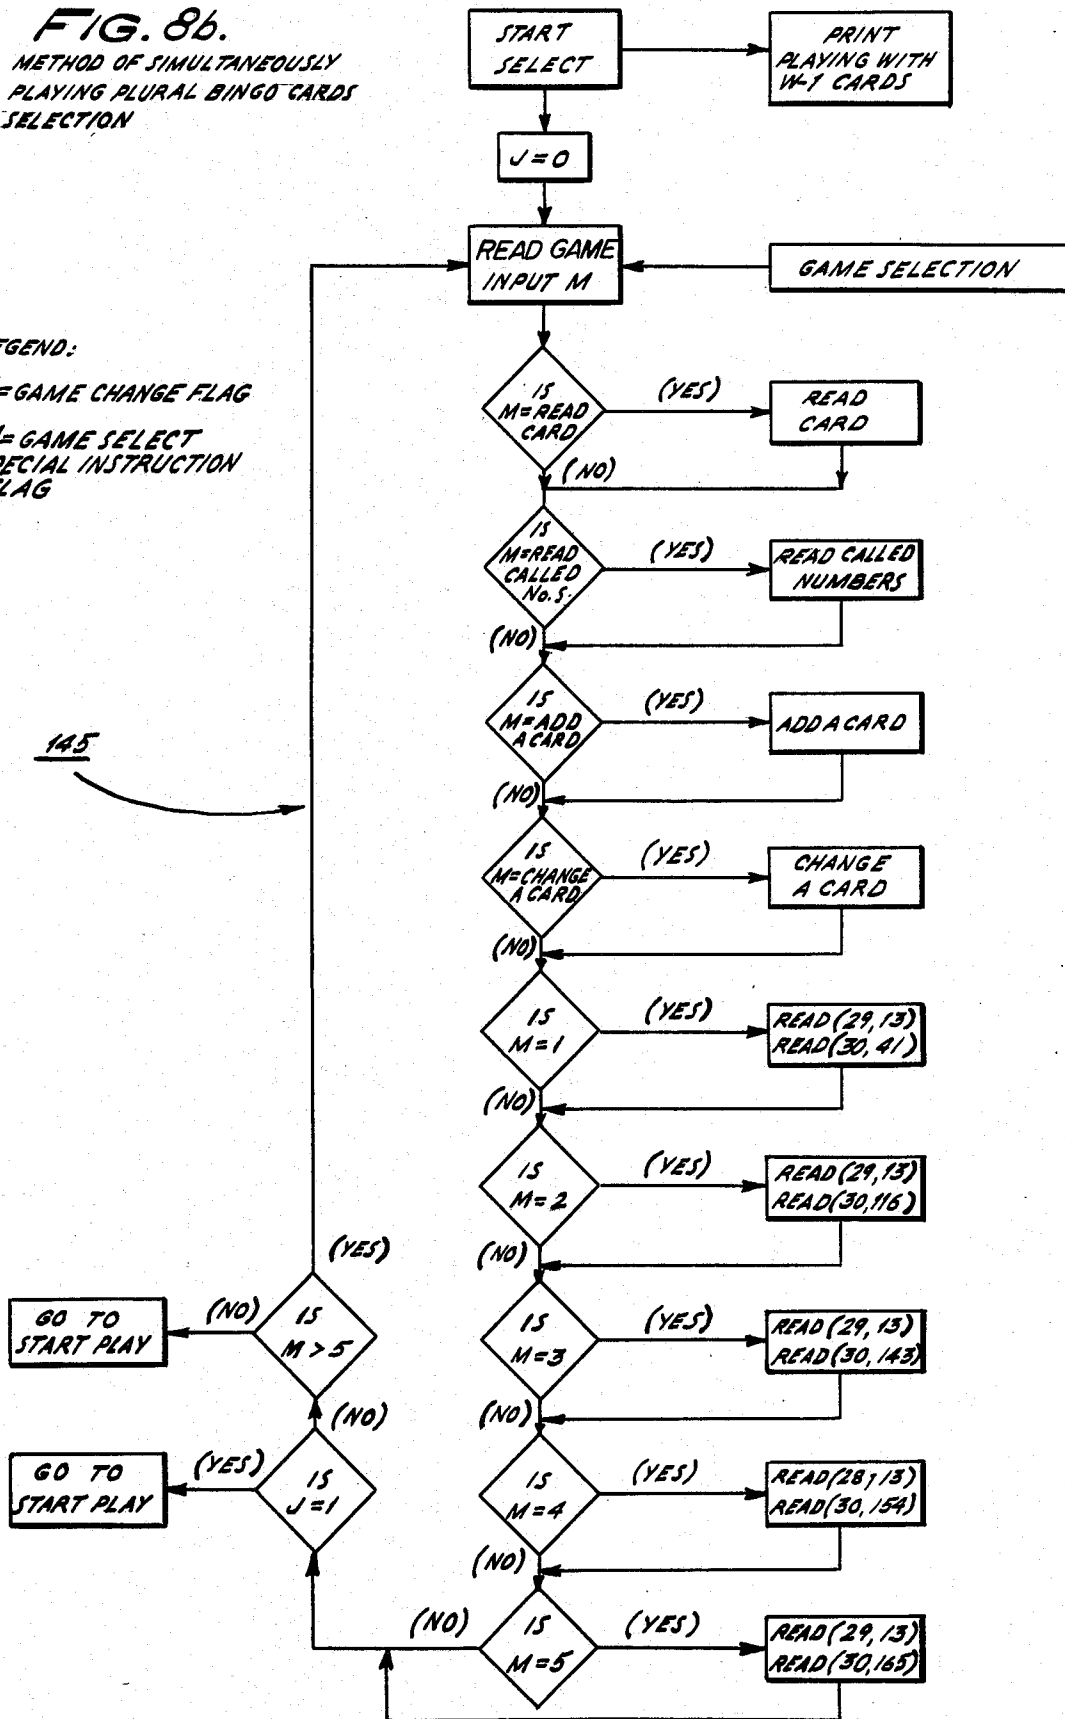 FIG. 8b.
METHOD OF SIMULTANEOUSLY
PLAYING PLURAL BINGO CARDS
SELECTION
START
SELECT
PRINT
PLAYING WITH
W-1 CARDS
J=0
READ GAME
INPUT M
GAME SELECTION
EGEND:
=GAME CHANGE FLAG
=GAME SELECT
PECIAL INSTRUCTION
LAG
IS
M=READ
CARD
(YES)
READ
CARD
(NO)
IS
M=READ
CALLED
No.S.
(YES)
READ CALLED
NUMBERS
(NO)
IS
M=ADD
A CARD
(YES)
ADD A CARD
(NO)
145
IS
M=CHANGE
A CARD
(YES)
CHANGE
A CARD
(NO)
IS
M=1
(YES)
READ(29,13)
READ(30,41)
(NO)
IS
M=2
(YES)
READ(29,13)
READ(30,116)
(NO)
IS
M=3
(YES)
READ(29,13)
READ(30,143)
(NO)
IS
M=4
(YES)
READ(28,13)
READ(30,154)
(NO)
IS
M=5
(YES)
READ(29,13)
READ(30,165)
(NO)
IS
J=1
(YES)
GO TO
START PLAY
(NO)
IS
M>5
(NO)
GO TO
START PLAY
(YES)